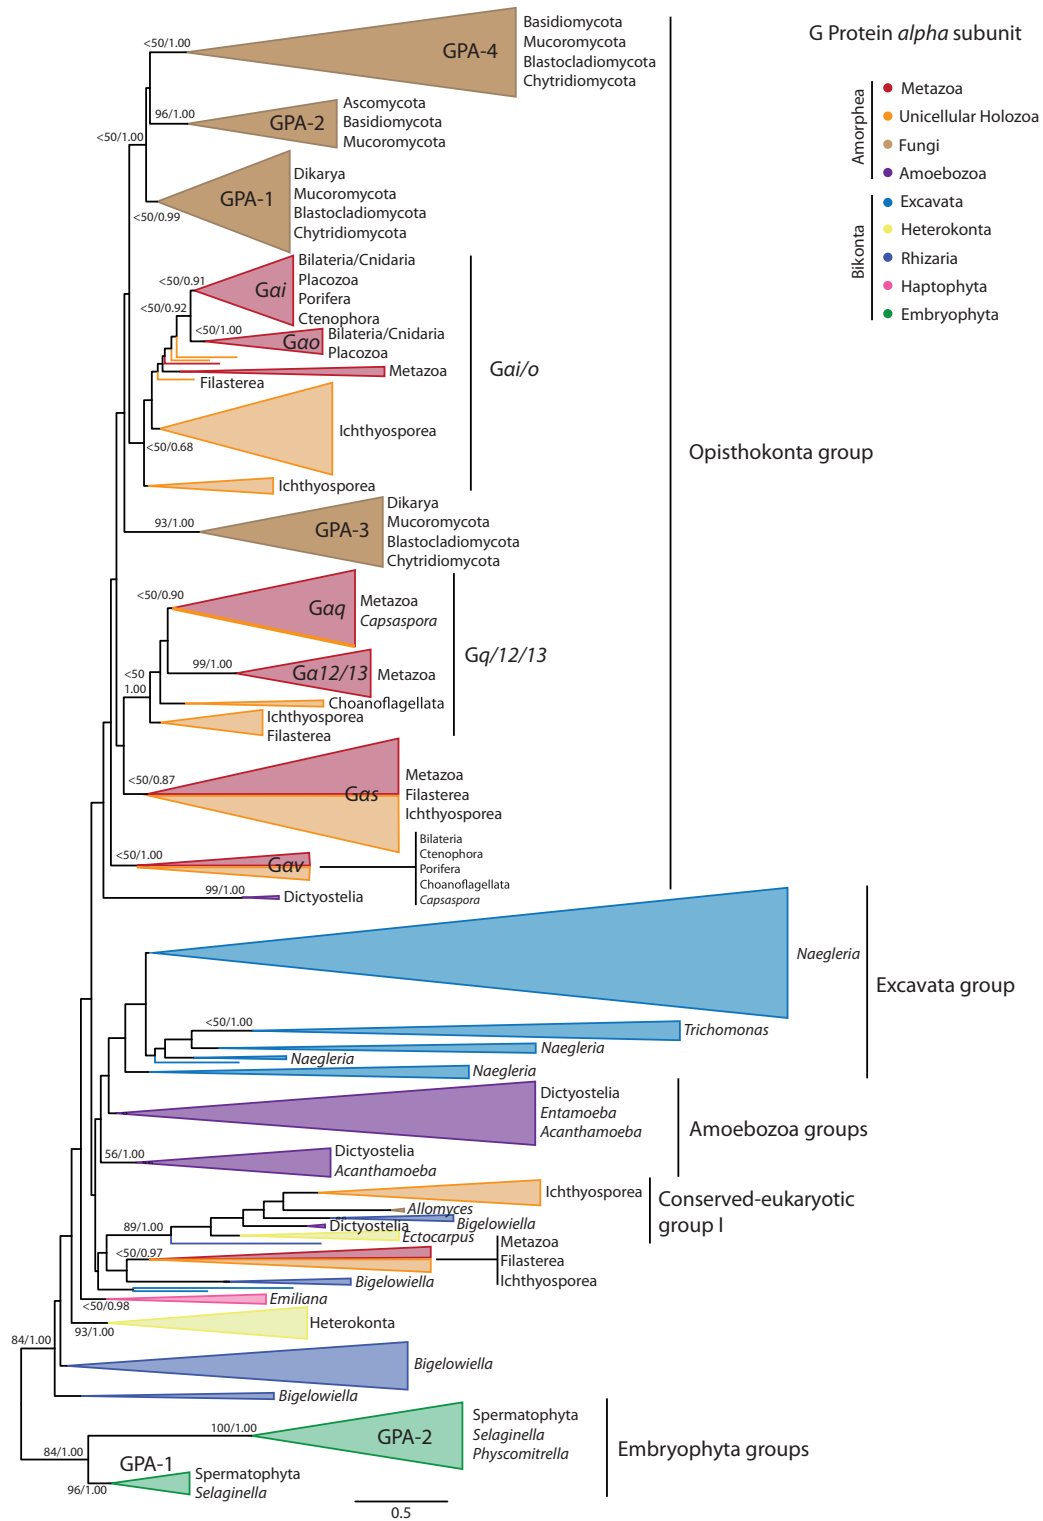 G Protein alpha subunit
Amorphea
Metazoa
Unicellular Holozoa
Fungi
Amoebozoa
Bikonta
Excavata
Heterokonta
Rhizaria
Haptophyta
Embryophyta
<50/1.00
GPA-4
Basidiomycota
Mucoromycota
Blastocladiomycota
Chytridiomycota
96/1.00
GPA-2
Ascomycota
Basidiomycota
Mucoromycota
<50/1.00
GPA-1
Dikarya
Mucoromycota
Blastocladiomycota
Chytridiomycota
<50/0.99
<50/0.91
Gαi
Bilateria/Cnidaria
Placozoa
Porifera
Ctenophora
<50/0.92
<50/1.00
Gαo
Bilateria/Cnidaria
Placozoa
Metazoa
Filasterea
Gαi/o
Ichthyosporea
<50/0.68
Ichthyosporea
Opisthokonta group
93/1.00
GPA-3
Dikarya
Mucoromycota
Blastocladiomycota
Chytridiomycota
<50/0.90
Gαq
Metazoa
Capsaspora
Gq/12/13
99/1.00
Gα12/13
Metazoa
<50
1.00
Choanoflagellata
Ichthyosporea
Filasterea
<50/0.87
Gαs
Metazoa
Filasterea
Ichthyosporea
<50/1.00
Gαv
Bilateria
Ctenophora
Porifera
Choanoflagellata
Capsaspora
99/1.00
Dictyostelia
Naegleria
Excavata group
<50/1.00
Trichomonas
Naegleria
Naegleria
Naegleria
Dictyostelia
Entamoeba
Acanthamoeba
Amoebozoa groups
56/1.00
Dictyostelia
Acanthamoeba
Ichthyosporea
Conserved-eukaryotic
group I
Allomyces
Bigelowiella
89/1.00
Dictyostelia
Ectocarpus
<50/0.97
Metazoa
Filasterea
Ichthyosporea
Bigelowiella
Emiliana
<50/0.98
Heterokonta
93/1.00
84/1.00
Bigelowiella
Bigelowiella
100/1.00
GPA-2
Spermatophyta
Selaginella
Physcomitrella
Embryophyta groups
84/1.00
GPA-1
Spermatophyta
Selaginella
96/1.00
0.5